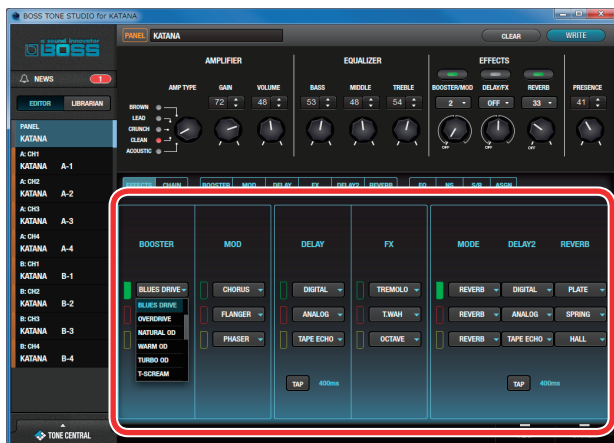 BOSS TONE STUDIO for KATANA
a sound innovator
BOSS
PANEL KATANA CLEAR WRITE
NEWS 1
EDITOR LIBRARIAN
PANEL
KATANA
A: CH1
KATANA A-1
A: CH2
KATANA A-2
A: CH3
KATANA A-3
A: CH4
KATANA A-4
B: CH1
KATANA B-1
B: CH2
KATANA B-2
B: CH3
KATANA B-3
B: CH4
KATANA B-4
TONE CENTRAL
AMPLIFIER EQUALIZER EFFECTS
AMP TYPE GAIN VOLUME BASS MIDDLE TREBLE BOOSTER/MOD DELAY/FX REVERB PRESENCE
72 48 53 48 54 2 OFF 33 41
BROWN
LEAD
CRUNCH
CLEAN
ACOUSTIC
OFF OFF OFF
EFFECTS CHAIN BOOSTER MOD DELAY FX DELAY2 REVERB EQ NS S/R ASGN
BOOSTER MOD DELAY FX MODE DELAY2 REVERB
BLUES DRIVE CHORUS DIGITAL TREMOLO REVERB DIGITAL PLATE
BLUES DRIVE
OVERDRIVE FLANGER ANALOG T.WAH REVERB ANALOG SPRING
NATURAL OD
WARM OD PHASER TAPE ECHO OCTAVE REVERB TAPE ECHO HALL
TURBO OD
T-SCREAM
TAP 400ms TAP 400ms